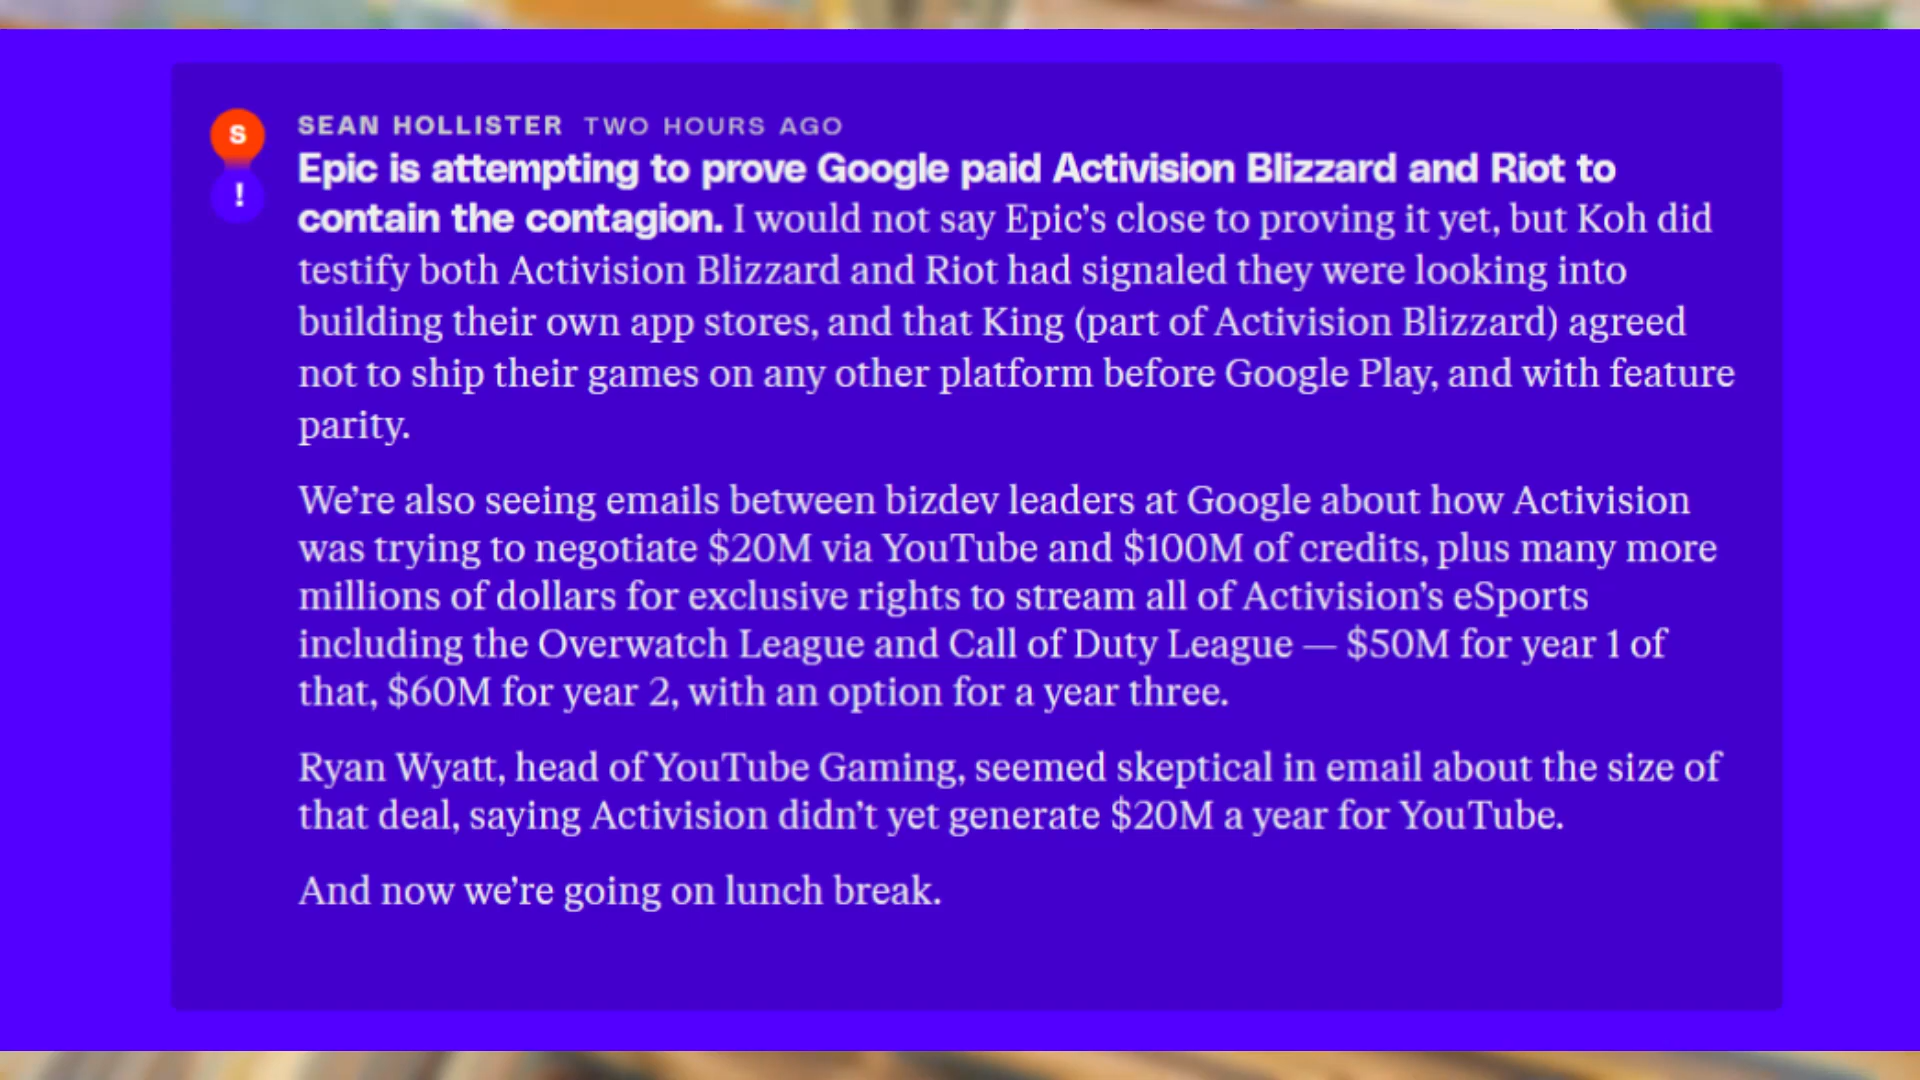 S
SEAN HOLLISTER TWO HOURS AGO
!
Epic is attempting to prove Google paid Activision Blizzard and Riot to
contain the contagion. I would not say Epic’s close to proving it yet, but Koh did
testify both Activision Blizzard and Riot had signaled they were looking into
building their own app stores, and that King (part of Activision Blizzard) agreed
not to ship their games on any other platform before Google Play, and with feature
parity.
We’re also seeing emails between bizdev leaders at Google about how Activision
was trying to negotiate $20M via YouTube and $100M of credits, plus many more
millions of dollars for exclusive rights to stream all of Activision’s eSports
including the Overwatch League and Call of Duty League — $50M for year 1 of
that, $60M for year 2, with an option for a year three.
Ryan Wyatt, head of YouTube Gaming, seemed skeptical in email about the size of
that deal, saying Activision didn’t yet generate $20M a year for YouTube.
And now we’re going on lunch break.